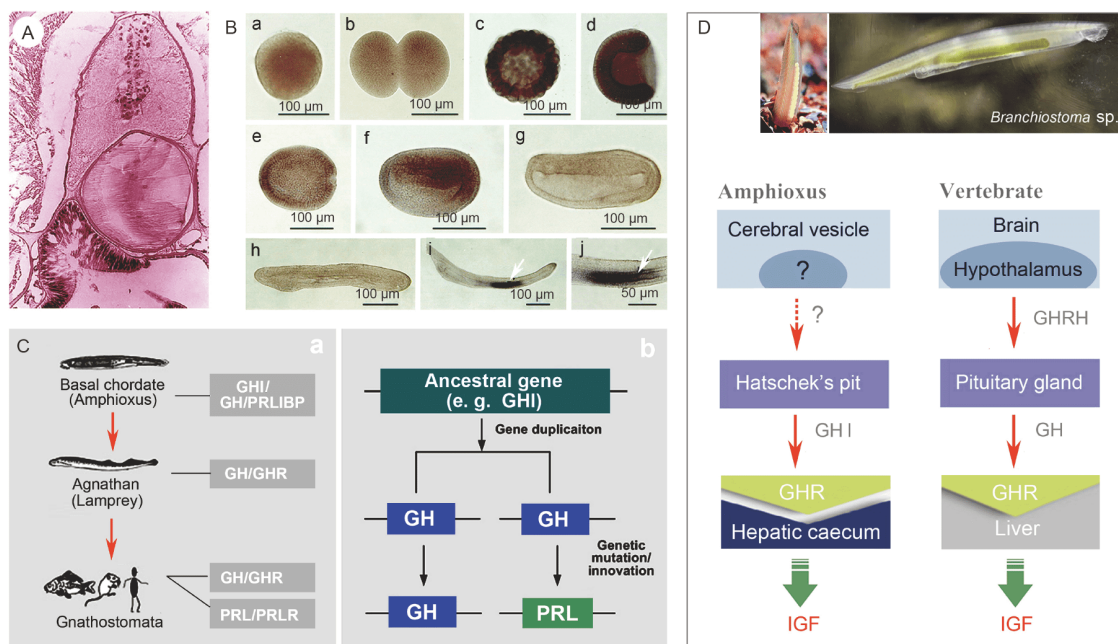 A
B
a
b
c
d
100 µm
100 µm
100 µm
100 µm
e
f
g
100 µm
100 µm
100 µm
h
i
j
100 µm
100 µm
50 µm
C
a
Basal chordate
(Amphioxus)
GHI/
GH/PRLIBP
Agnathan
(Lamprey)
GH/GHR
GH/GHR
PRL/PRLR
Gnathostomata
b
Ancestral gene
(e. g. GHI)
Gene duplicaiton
GH
GH
Genetic
mutation/
innovation
GH
PRL
D
Branchiostoma sp.
Amphioxus
Vertebrate
Cerebral vesicle
?
Brain
Hypothalamus
?
GHRH
Hatschek's pit
Pituitary gland
GH I
GH
GHR
Hepatic caecum
GHR
Liver
IGF
IGF